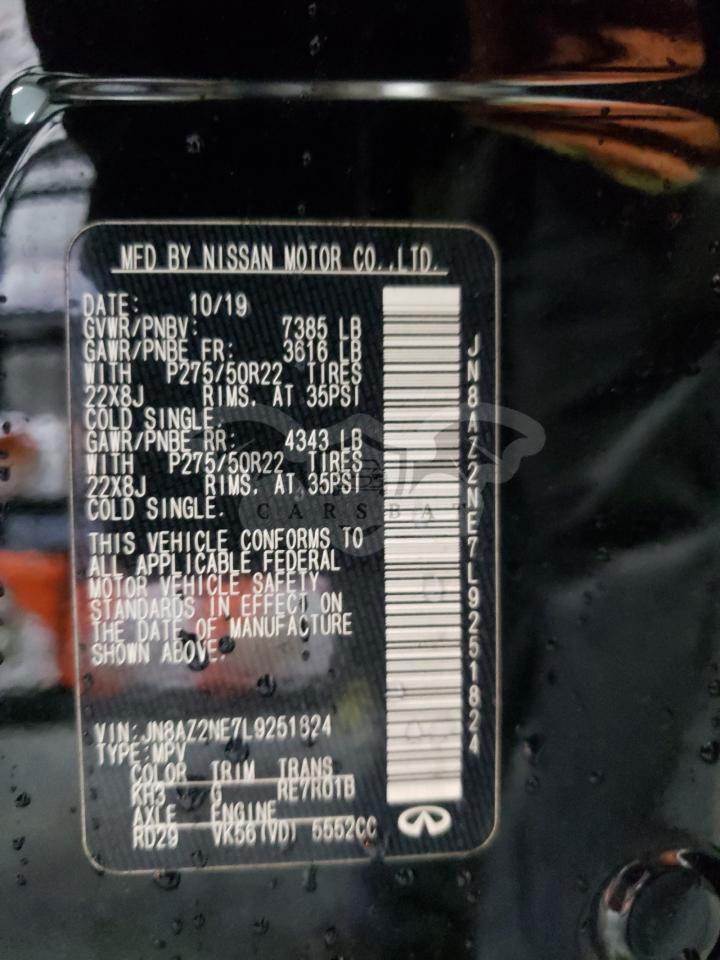 MFD BY NISSAN MOTOR CO.,LTD.
DATE: 10/19
GVWR/PNBV: 7385 LB
GAWR/PNBE FR: 3616 LB
WITH P275/50R22 TIRES
22X8J RIMS. AT 35PSI
COLD SINGLE.
GAWR/PNBE RR: 4343 LB
WITH P275/50R22 TIRES
22X8J RIMS. AT 35PSI
COLD SINGLE.
THIS VEHICLE CONFORMS TO
ALL APPLICABLE FEDERAL
MOTOR VEHICLE SAFETY
STANDARDS IN EFFECT ON
THE DATE OF MANUFACTURE
SHOWN ABOVE.
VIN:JN8AZ2NE7L9251824
TYPE:MPV
COLOR TRIM TRANS
KH3 G RE7R01B
AXLE ENGINE
RD29 VK56(VD) 5552CC
JN8AZ2NE7L9251824
CARSBAT